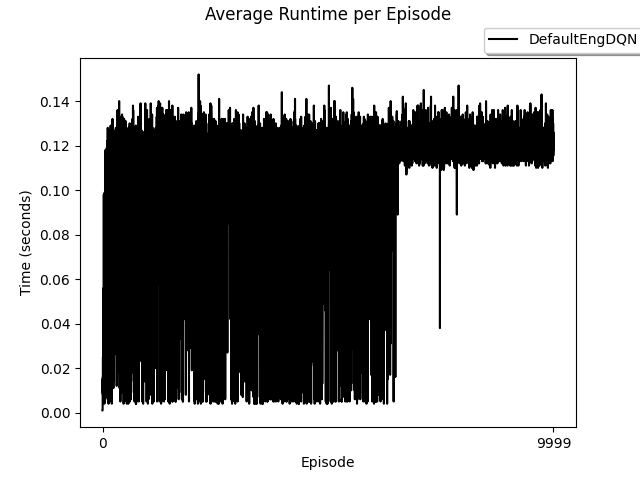 Average Runtime per Episode
DefaultEngDQN
0.14
0.12
0.10
0.08
0.06
0.04
0.02
0.00
Time (seconds)
0
9999
Episode